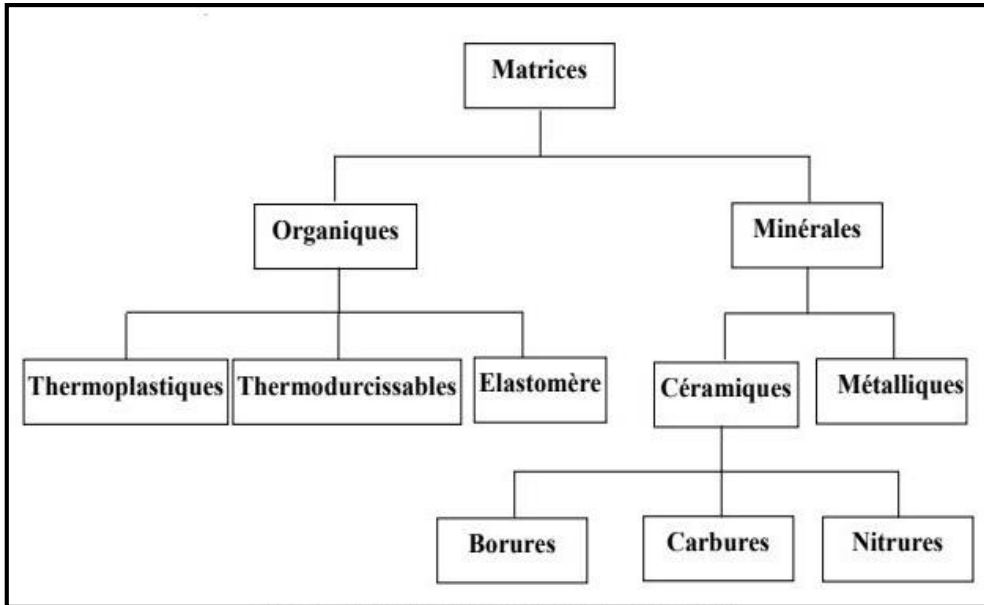 Matrices
Organiques
Minérales
Thermoplastiques
Thermodurcissables
Elastomère
Céramiques
Métalliques
Borures
Carbures
Nitrures